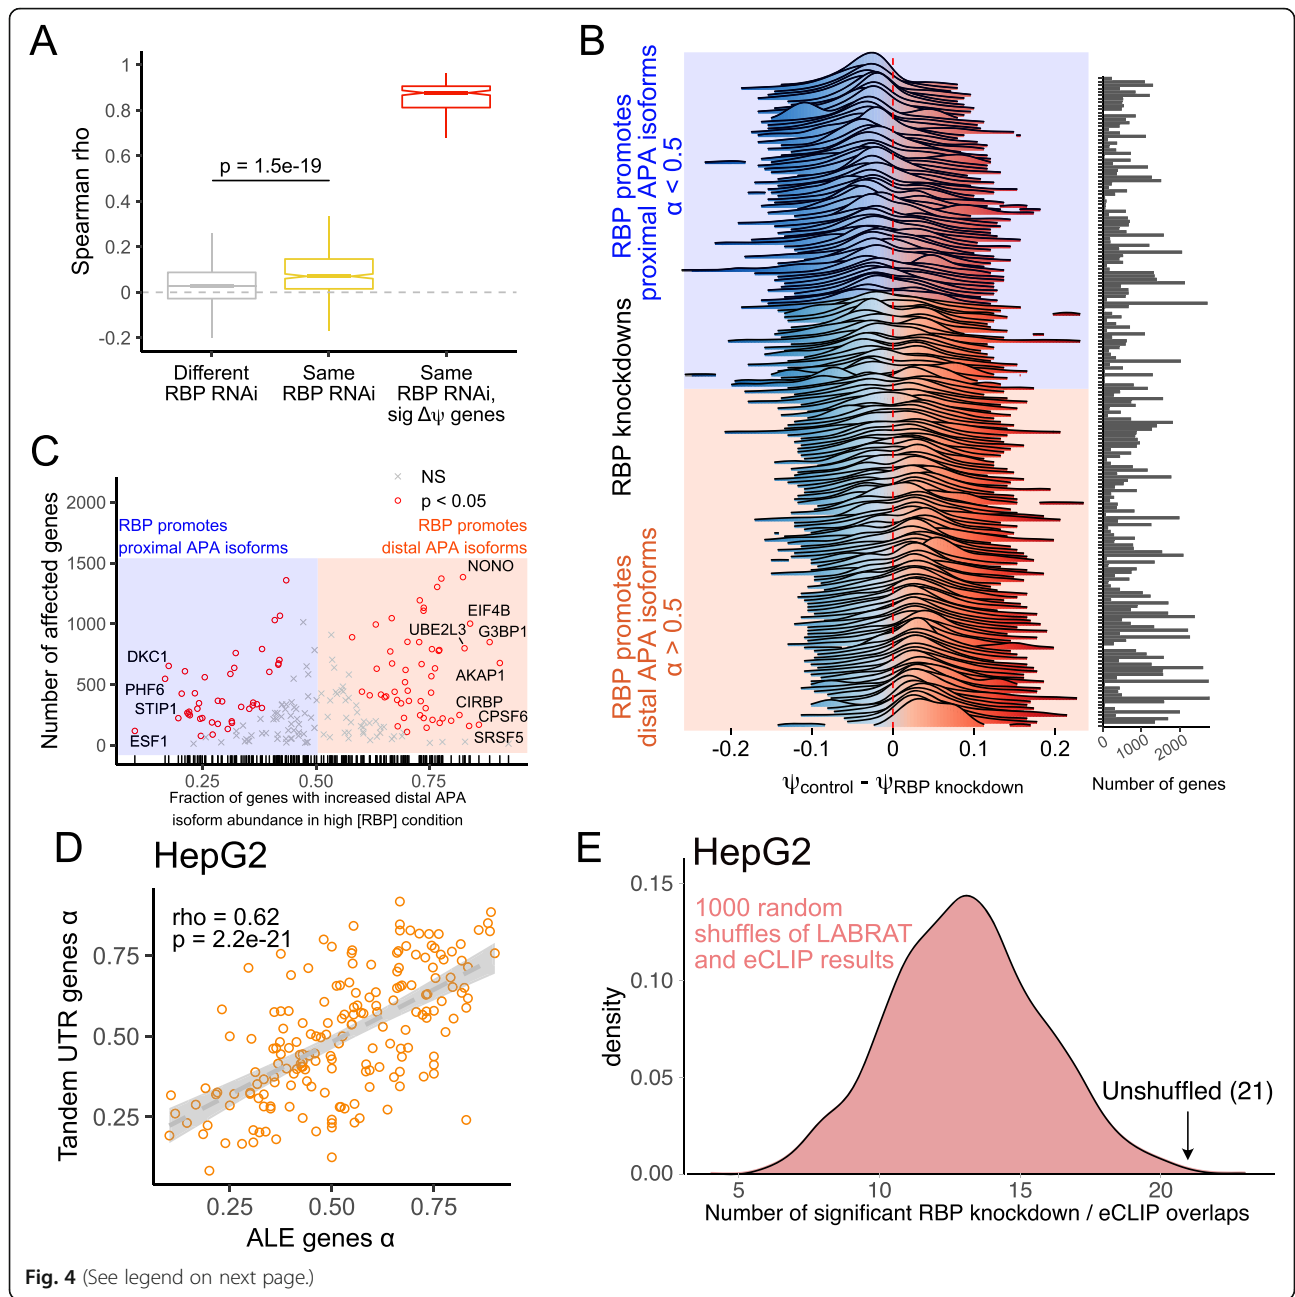 A
Spearman rho
1
0.8
0.6
0.4
0.2
0
-0.2
p = 1.5e-19
Different
RBP RNAi
Same
RBP RNAi
Same
RBP RNAi,
sig Δψ genes
B
RBP promotes
proximal APA isoforms
α < 0.5
RBP knockdowns
RBP promotes
distal APA isoforms
α > 0.5
-0.2
-0.1
0
0.1
0.2
Ψcontrol - ΨRBP knockdown
0
1000
2000
Number of genes
C
NS
p < 0.05
Number of affected genes
2000
1500
1000
500
0
RBP promotes
proximal APA isoforms
RBP promotes
distal APA isoforms
NONO
EIF4B
UBE2L3
G3BP1
AKAP1
CIRBP
CPSF6
SRSF5
DKC1
PHF6
STIP1
ESF1
0.25
0.50
0.75
Fraction of genes with increased distal APA
isoform abundance in high [RBP] condition
D
HepG2
rho = 0.62
p = 2.2e-21
Tandem UTR genes α
0.75
0.50
0.25
0.25
0.50
0.75
ALE genes α
E
HepG2
1000 random
shuffles of LABRAT
and eCLIP results
density
0.15
0.10
0.05
0.00
Unshuffled (21)
5
10
15
20
Number of significant RBP knockdown / eCLIP overlaps
Fig. 4 (See legend on next page.)